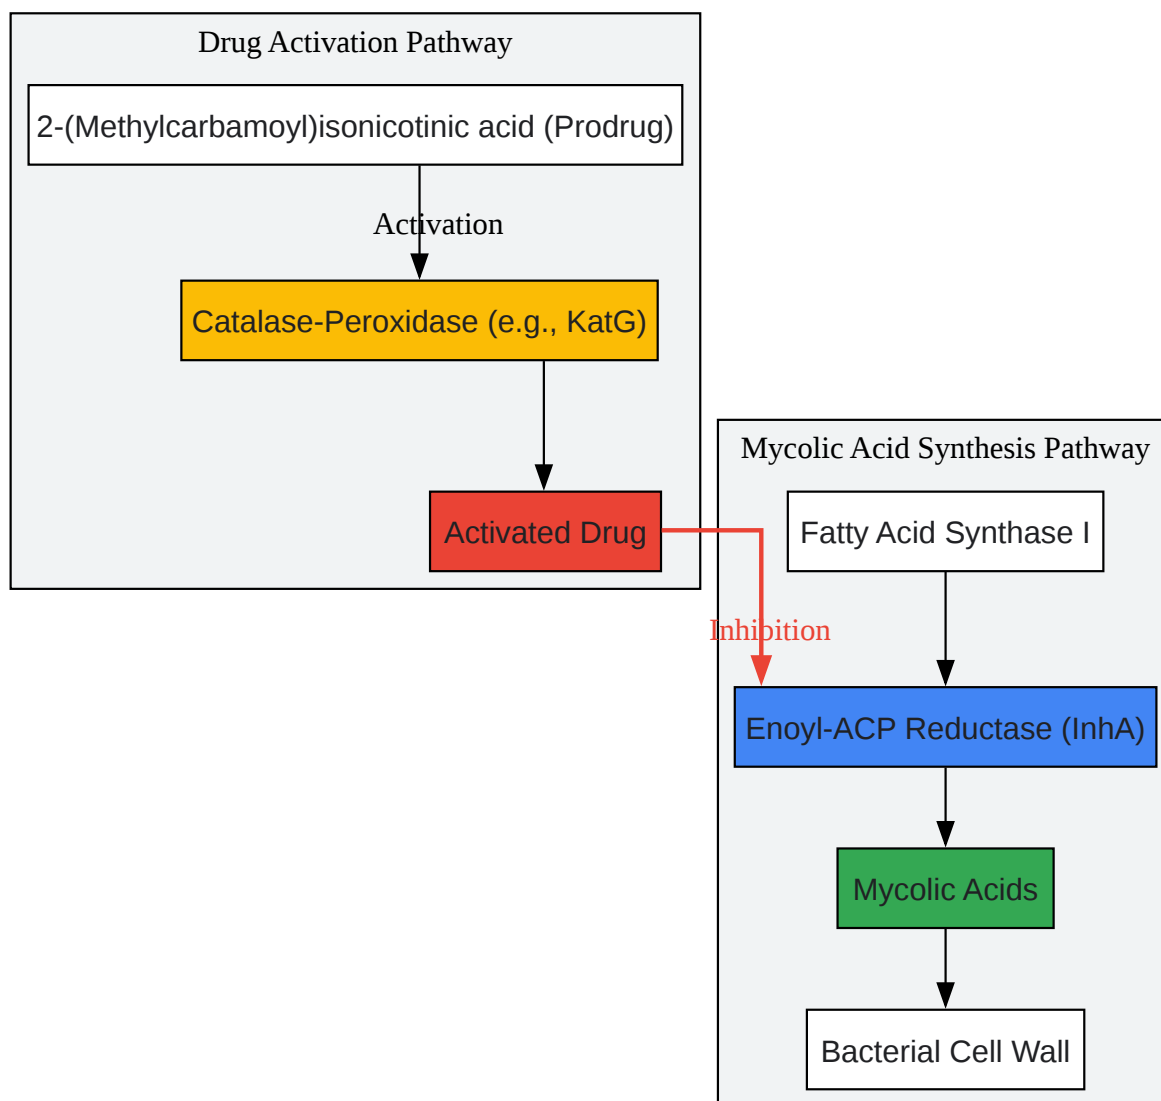 Drug Activation Pathway
2-(Methylcarbamoyl)isonicotinic acid (Prodrug)
Activation
Catalase-Peroxidase (e.g., KatG)
Activated Drug
Inhibition
Mycolic Acid Synthesis Pathway
Fatty Acid Synthase I
Enoyl-ACP Reductase (InhA)
Mycolic Acids
Bacterial Cell Wall